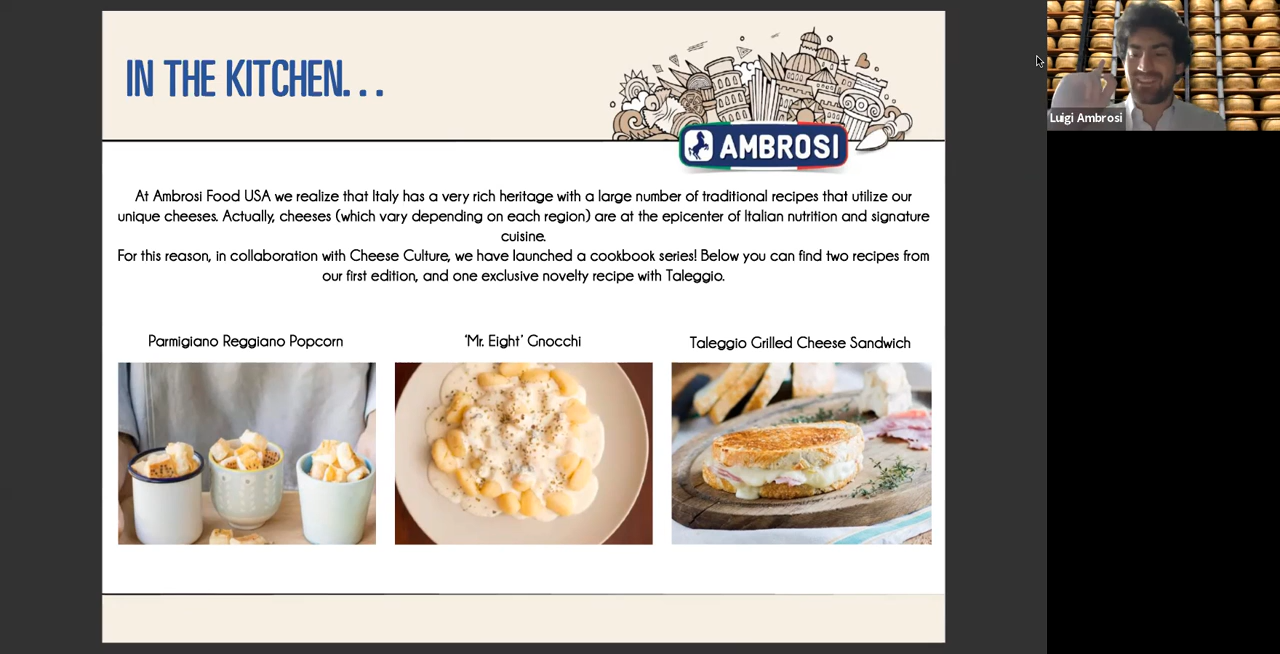 IN THE KITCHEN...
AMBROSI
Luigi Ambrosi
At Ambrosi Food USA we realize that Italy has a very rich heritage with a large number of traditional recipes that utilize our
unique cheeses. Actually, cheeses (which vary depending on each region) are at the epicenter of Italian nutrition and signature
cuisine.
For this reason, in collaboration with Cheese Culture, we have launched a cookbook series! Below you can find two recipes from
our first edition, and one exclusive novelty recipe with Taleggio.
Parmigiano Reggiano Popcorn
‘Mr. Eight’ Gnocchi
Taleggio Grilled Cheese Sandwich